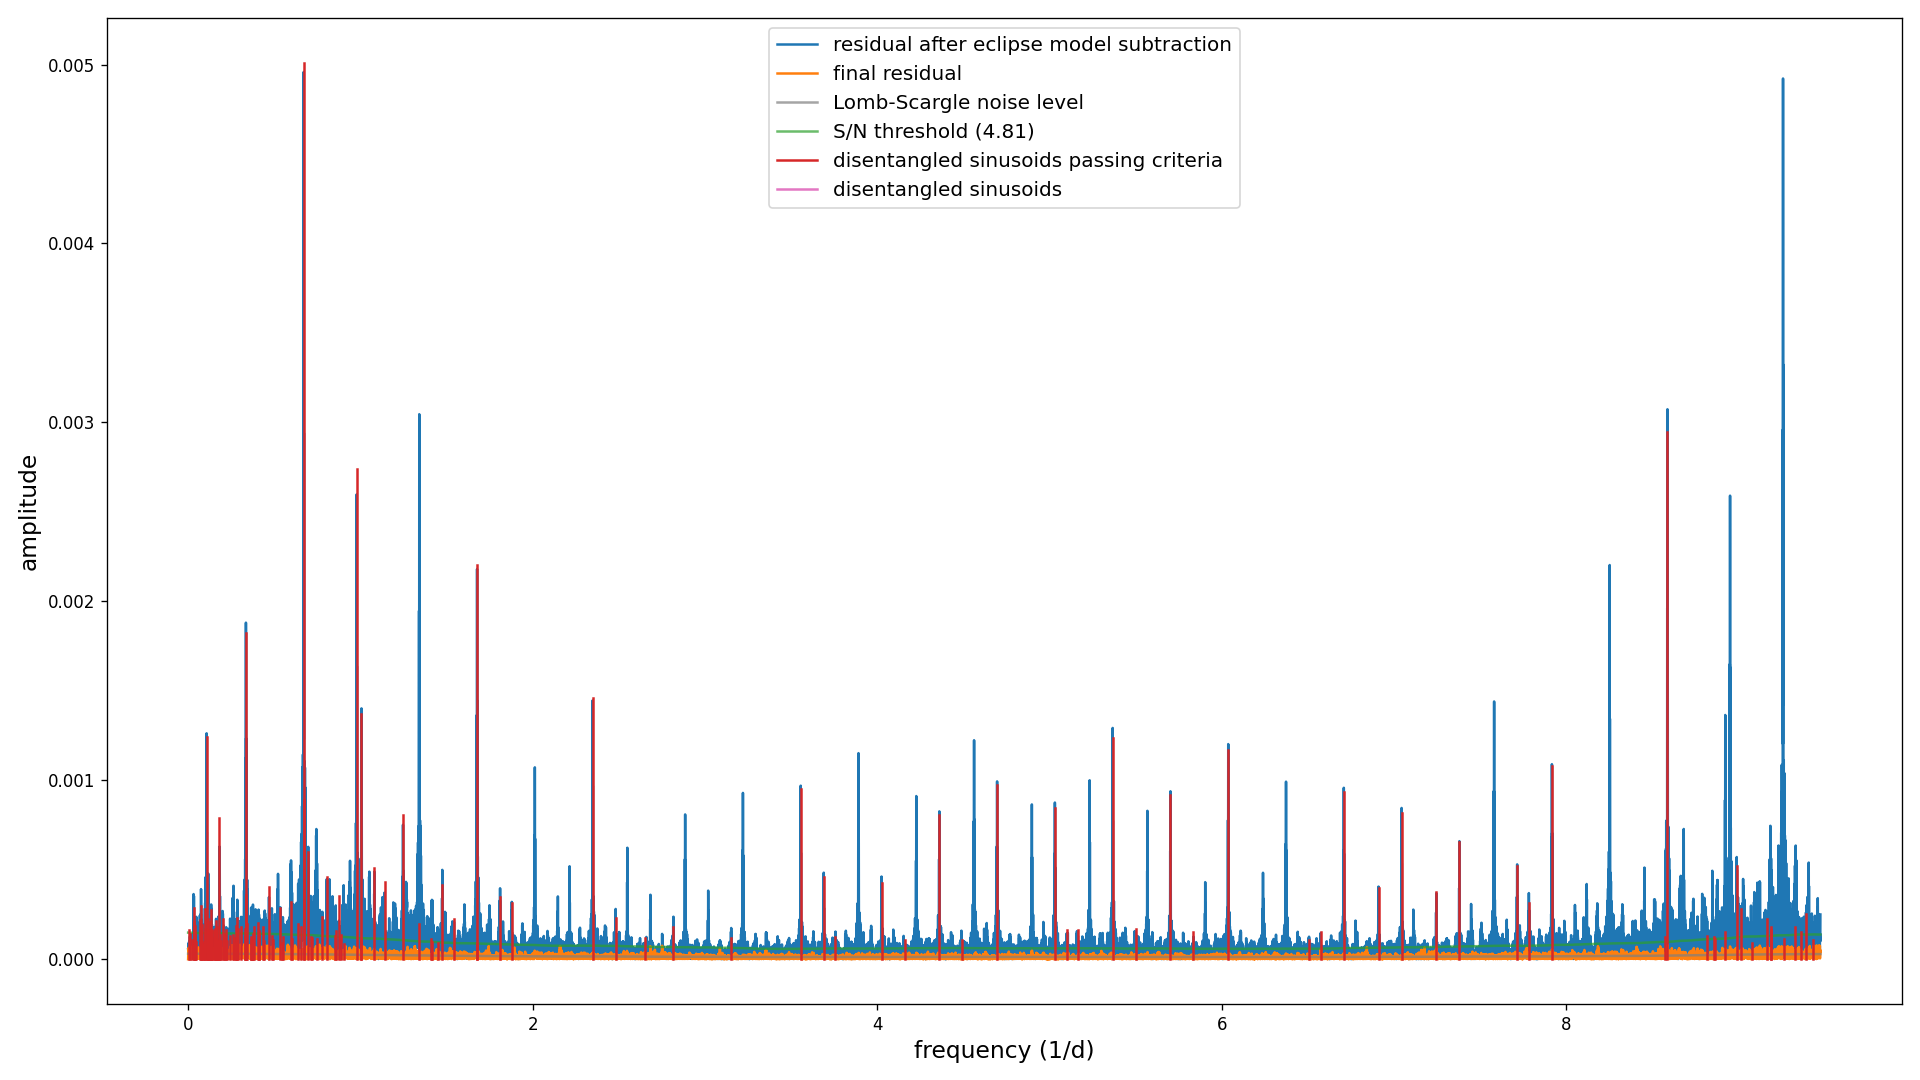 residual after eclipse model subtraction
final residual
Lomb-Scargle noise level
S/N threshold (4.81)
disentangled sinusoids passing criteria
disentangled sinusoids
0.005
0.004
0.003
0.002
0.001
0.000
amplitude
0 2 4 6 8
frequency (1/d)